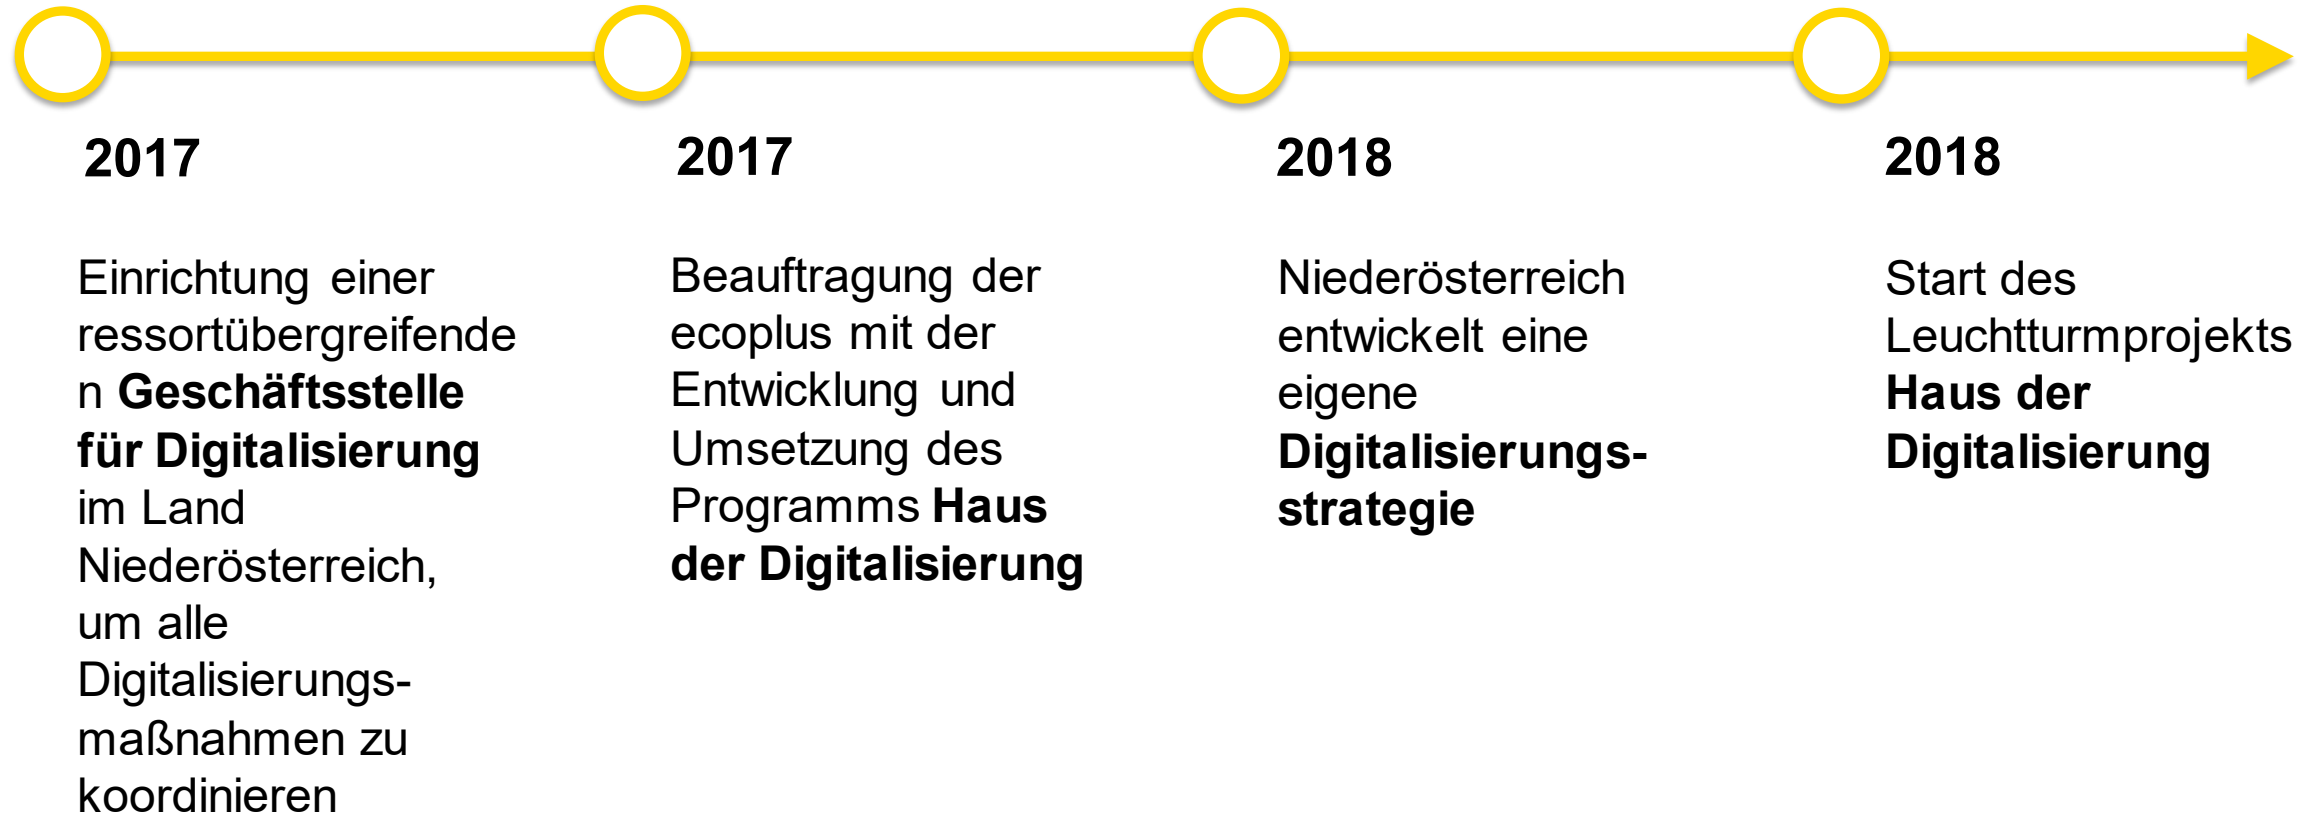 2017
Einrichtung einer
ressortübergreifende
n Geschäftsstelle
für Digitalisierung
im Land
Niederösterreich,
um alle
Digitalisierungs-
maßnahmen zu
koordinieren
2017
Beauftragung der
ecoplus mit der
Entwicklung und
Umsetzung des
Programms Haus
der Digitalisierung
2018
Niederösterreich
entwickelt eine
eigene
Digitalisierungs-
strategie
2018
Start des
Leuchtturmprojekts
Haus der
Digitalisierung